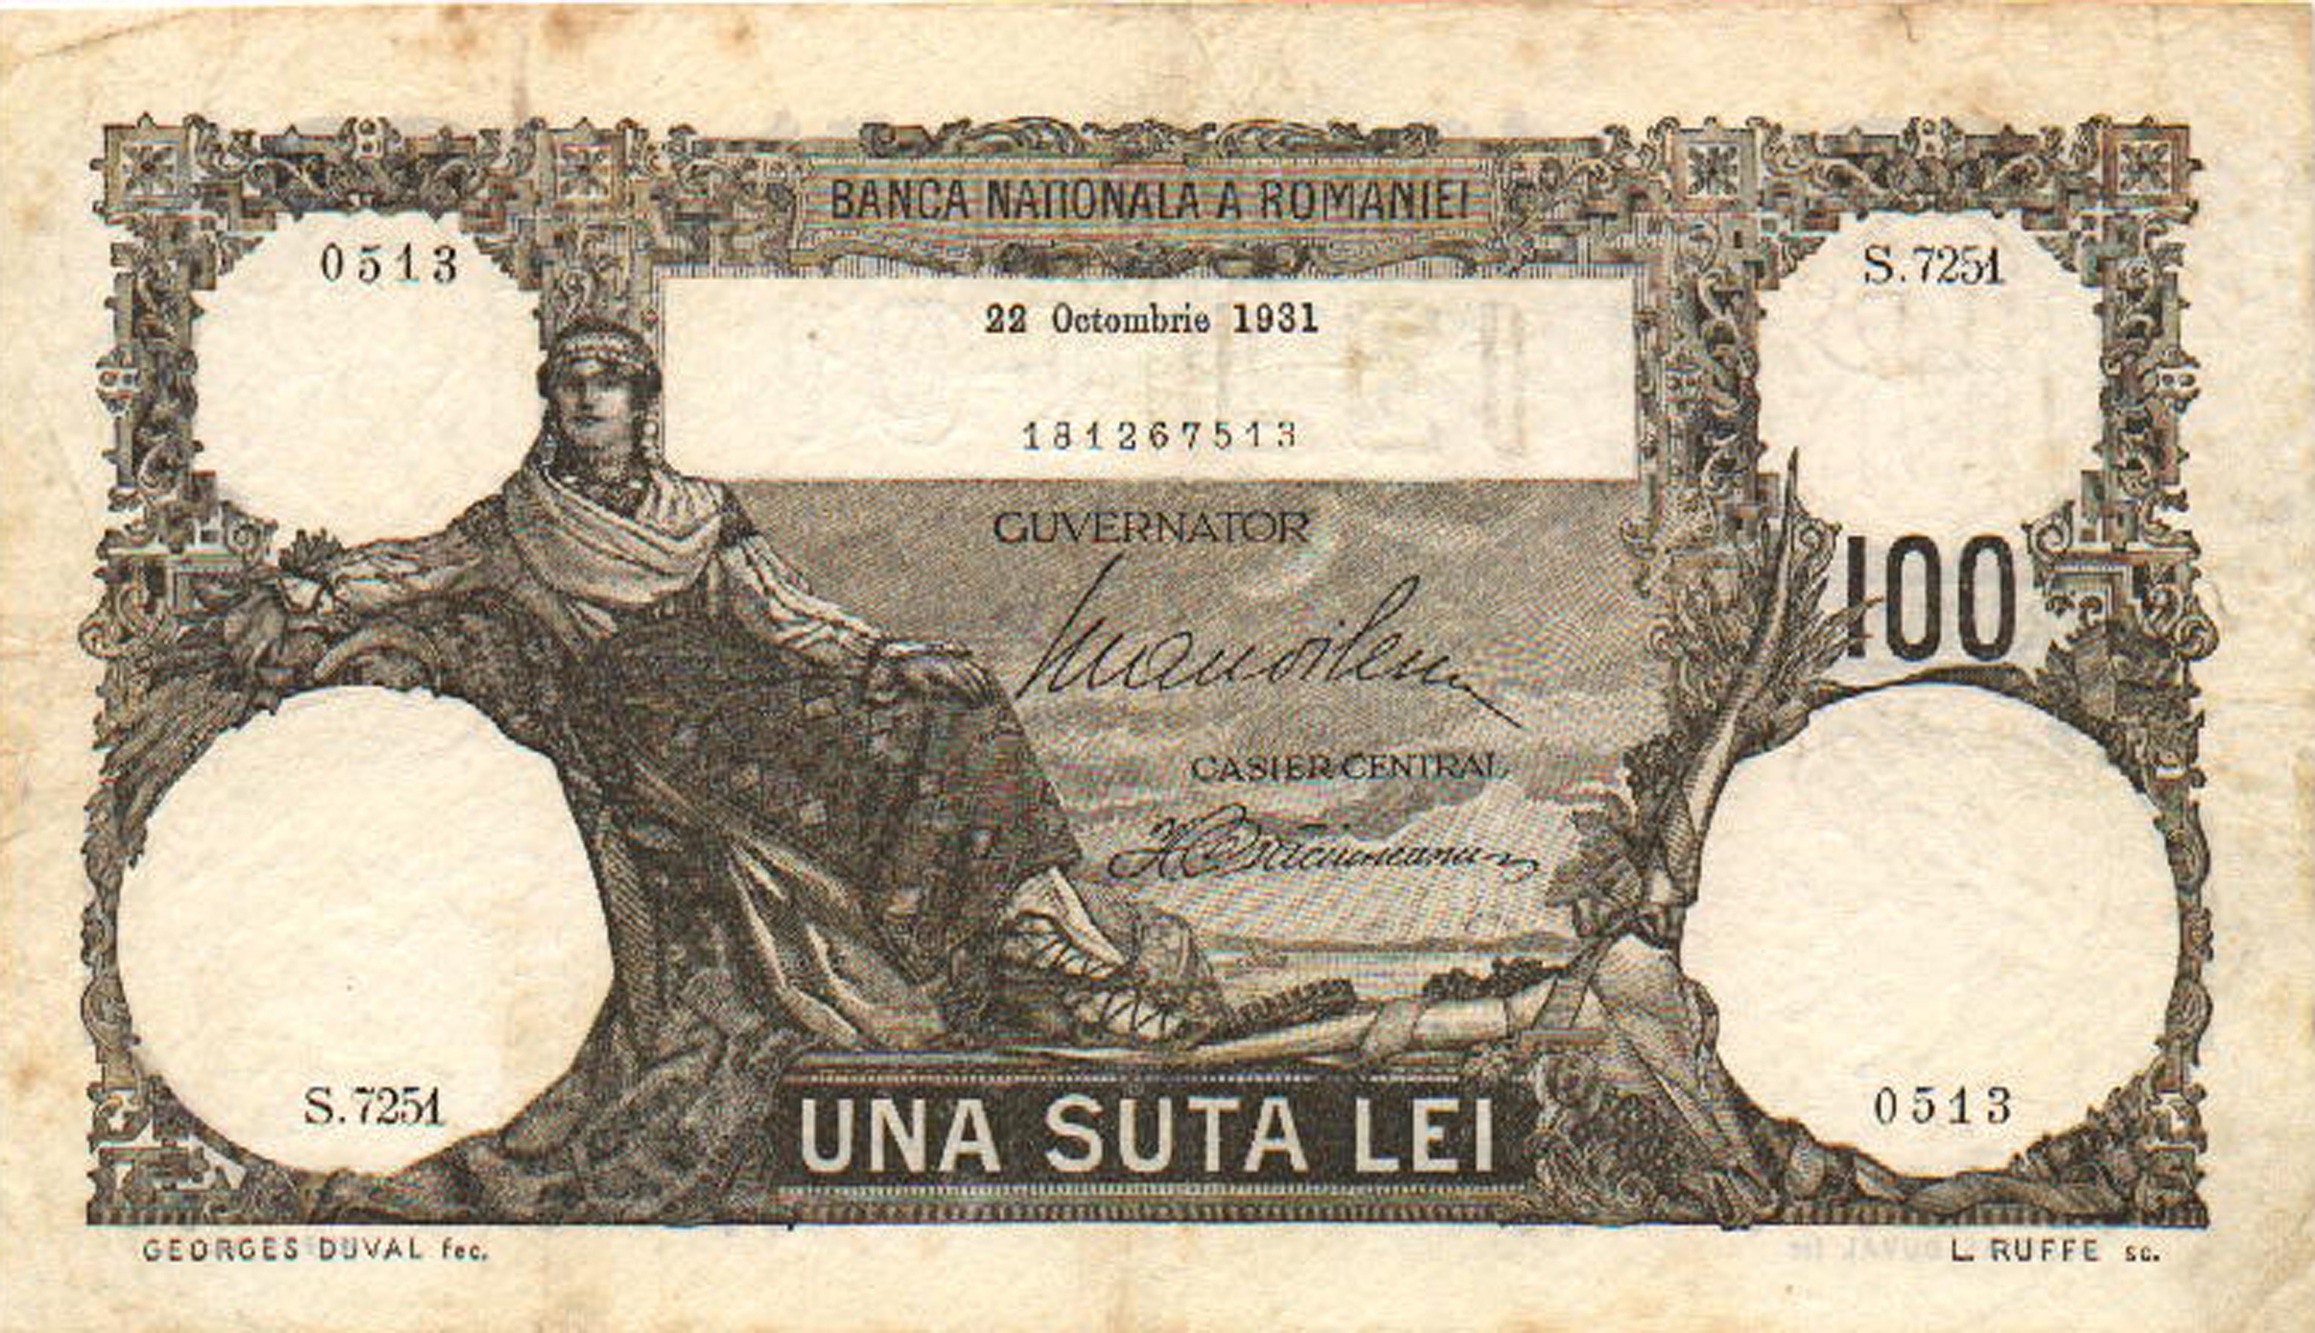 BANCA NATIONALA A ROMANIEI
0513
S.7251
22 Octombrie 1931
181267513
GUVERNATOR
Manoilescu
100
CASIER CENTRAL
S.7251
0513
UNA SUTA LEI
GEORGES DUVAL fec.
L. RUFFE sc.